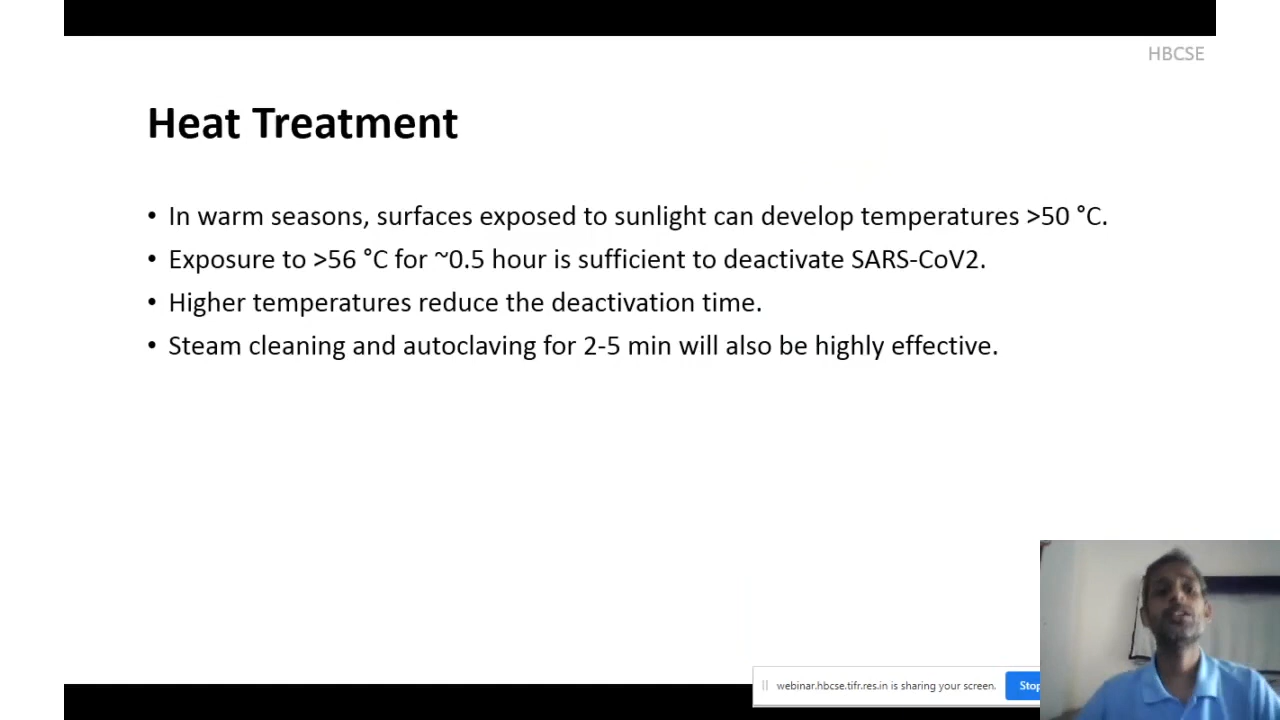 HBCSE
Heat Treatment
• In warm seasons, surfaces exposed to sunlight can develop temperatures >50 °C.
• Exposure to >56 °C for ~0.5 hour is sufficient to deactivate SARS-CoV2.
• Higher temperatures reduce the deactivation time.
• Steam cleaning and autoclaving for 2-5 min will also be highly effective.
webinar.hbcse.tifr.res.in is sharing your screen.
Stop